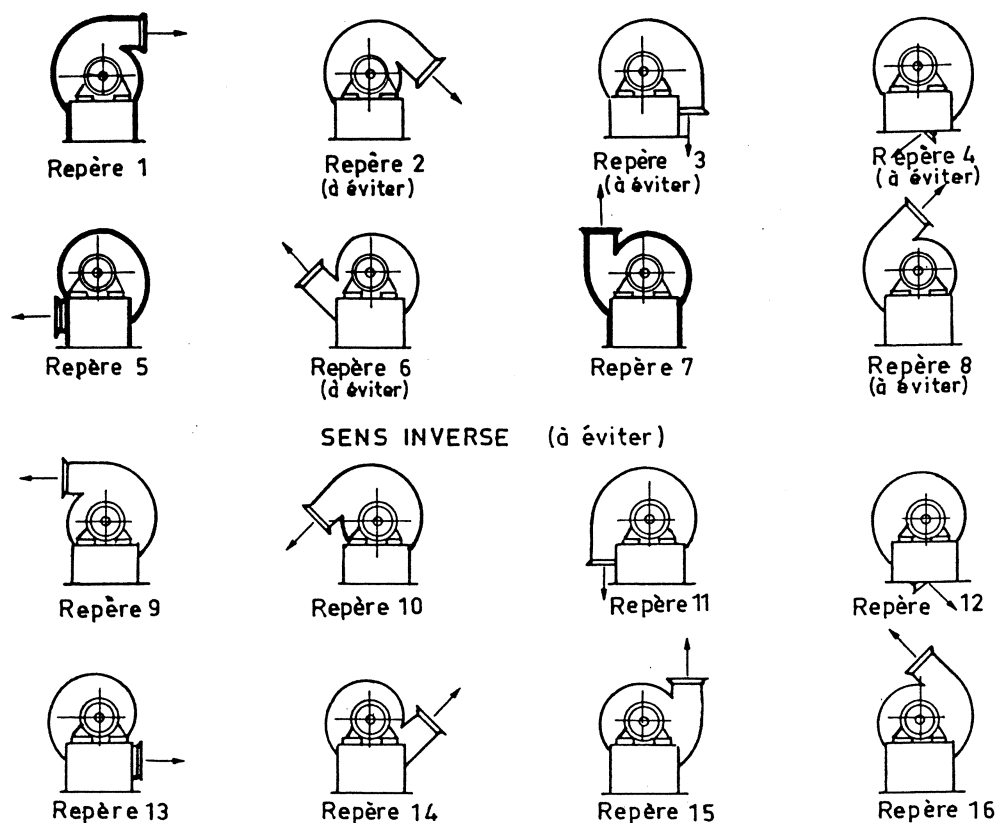 Repère 1
Repère 2
(à éviter)
Repère 3
(à éviter)
Repère 4
(à éviter)
Repère 5
Repère 6
(à éviter)
Repère 7
Repère 8
(à éviter)
SENS INVERSE (à éviter)
Repère 9
Repère 10
Repère 11
Repère 12
Repère 13
Repère 14
Repère 15
Repère 16